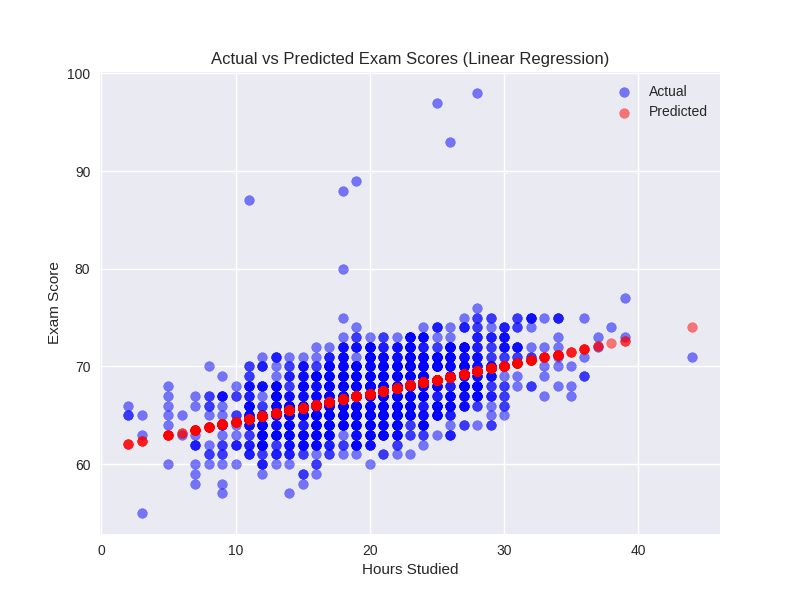 Actual vs Predicted Exam Scores (Linear Regression)
Actual
Predicted
100
90
80
70
60
Exam Score
0 10 20 30 40
Hours Studied